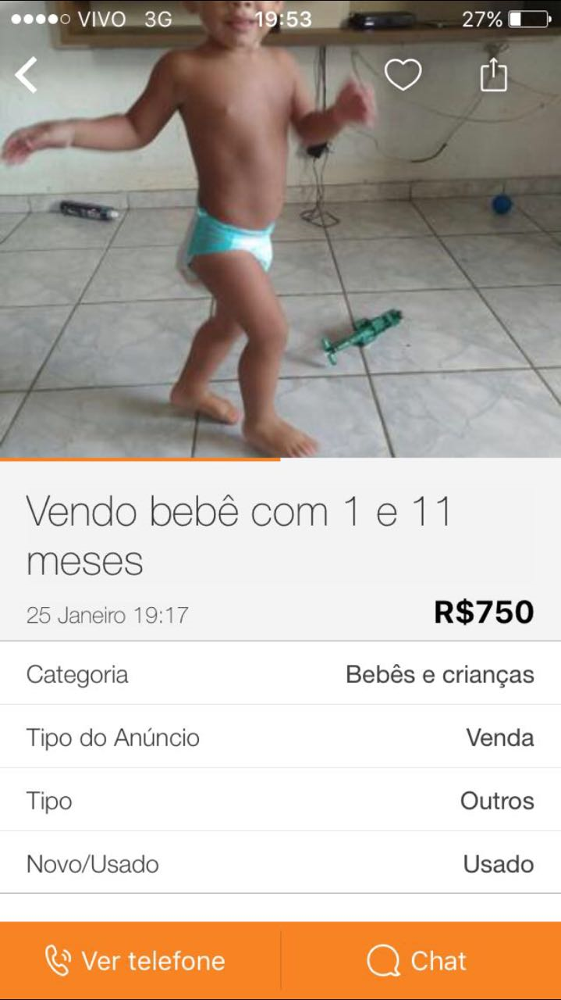 VIVO 3G 19:53 27%
Vendo bebê com 1 e 11
meses
25 Janeiro 19:17 R$750
Categoria Bebês e crianças
Tipo do Anúncio Venda
Tipo Outros
Novo/Usado Usado
Ver telefone Chat